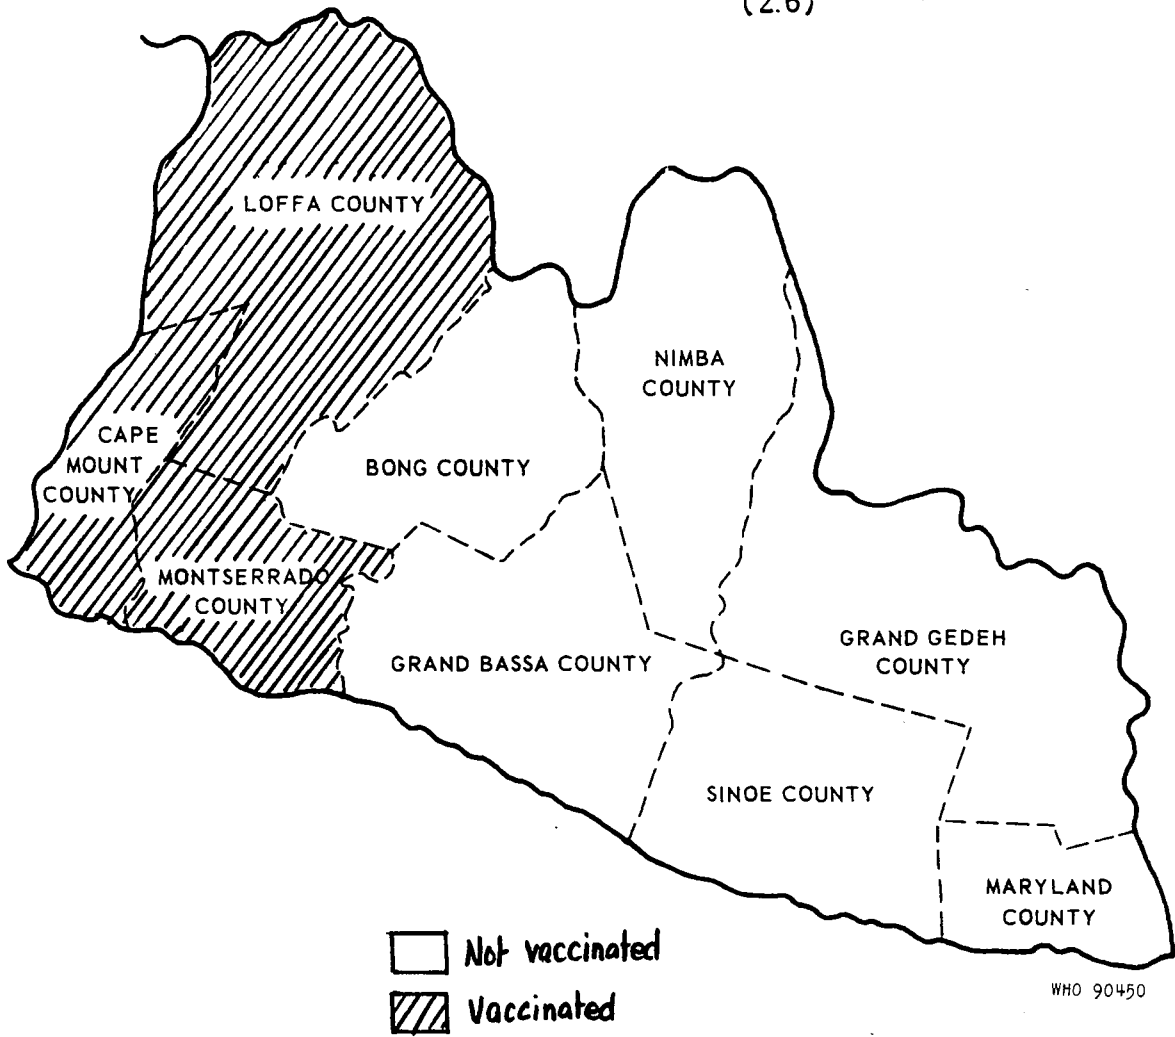 (2.6)
LOFFA COUNTY
NIMBA
COUNTY
CAPE
MOUNT
COUNTY
BONG COUNTY
MONTSERRADO
COUNTY
GRAND BASSA COUNTY
GRAND GEDEH
COUNTY
SINOE COUNTY
MARYLAND
COUNTY
Not vaccinated
Vaccinated
WHO 90450